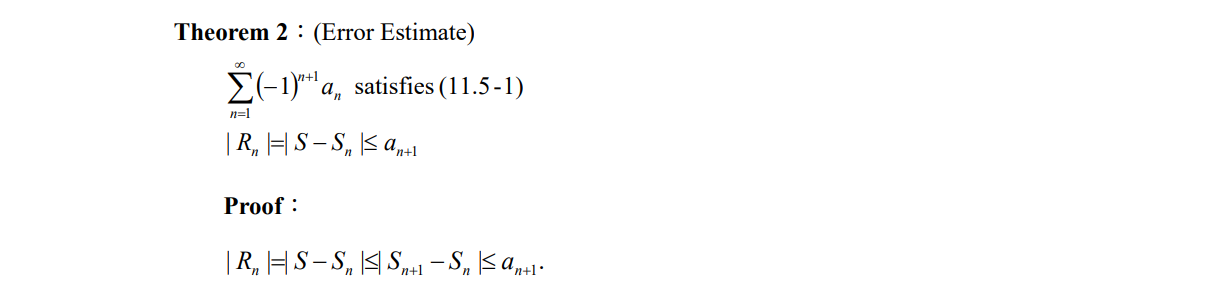 Theorem 2：(Error Estimate)
∑_{n=1}^{∞} (−1)^{n+1} a_n satisfies (11.5-1)
| R_n |=| S − S_n |≤ a_{n+1}
Proof：
| R_n |=| S − S_n |≤| S_{n+1} − S_n |≤ a_{n+1}.